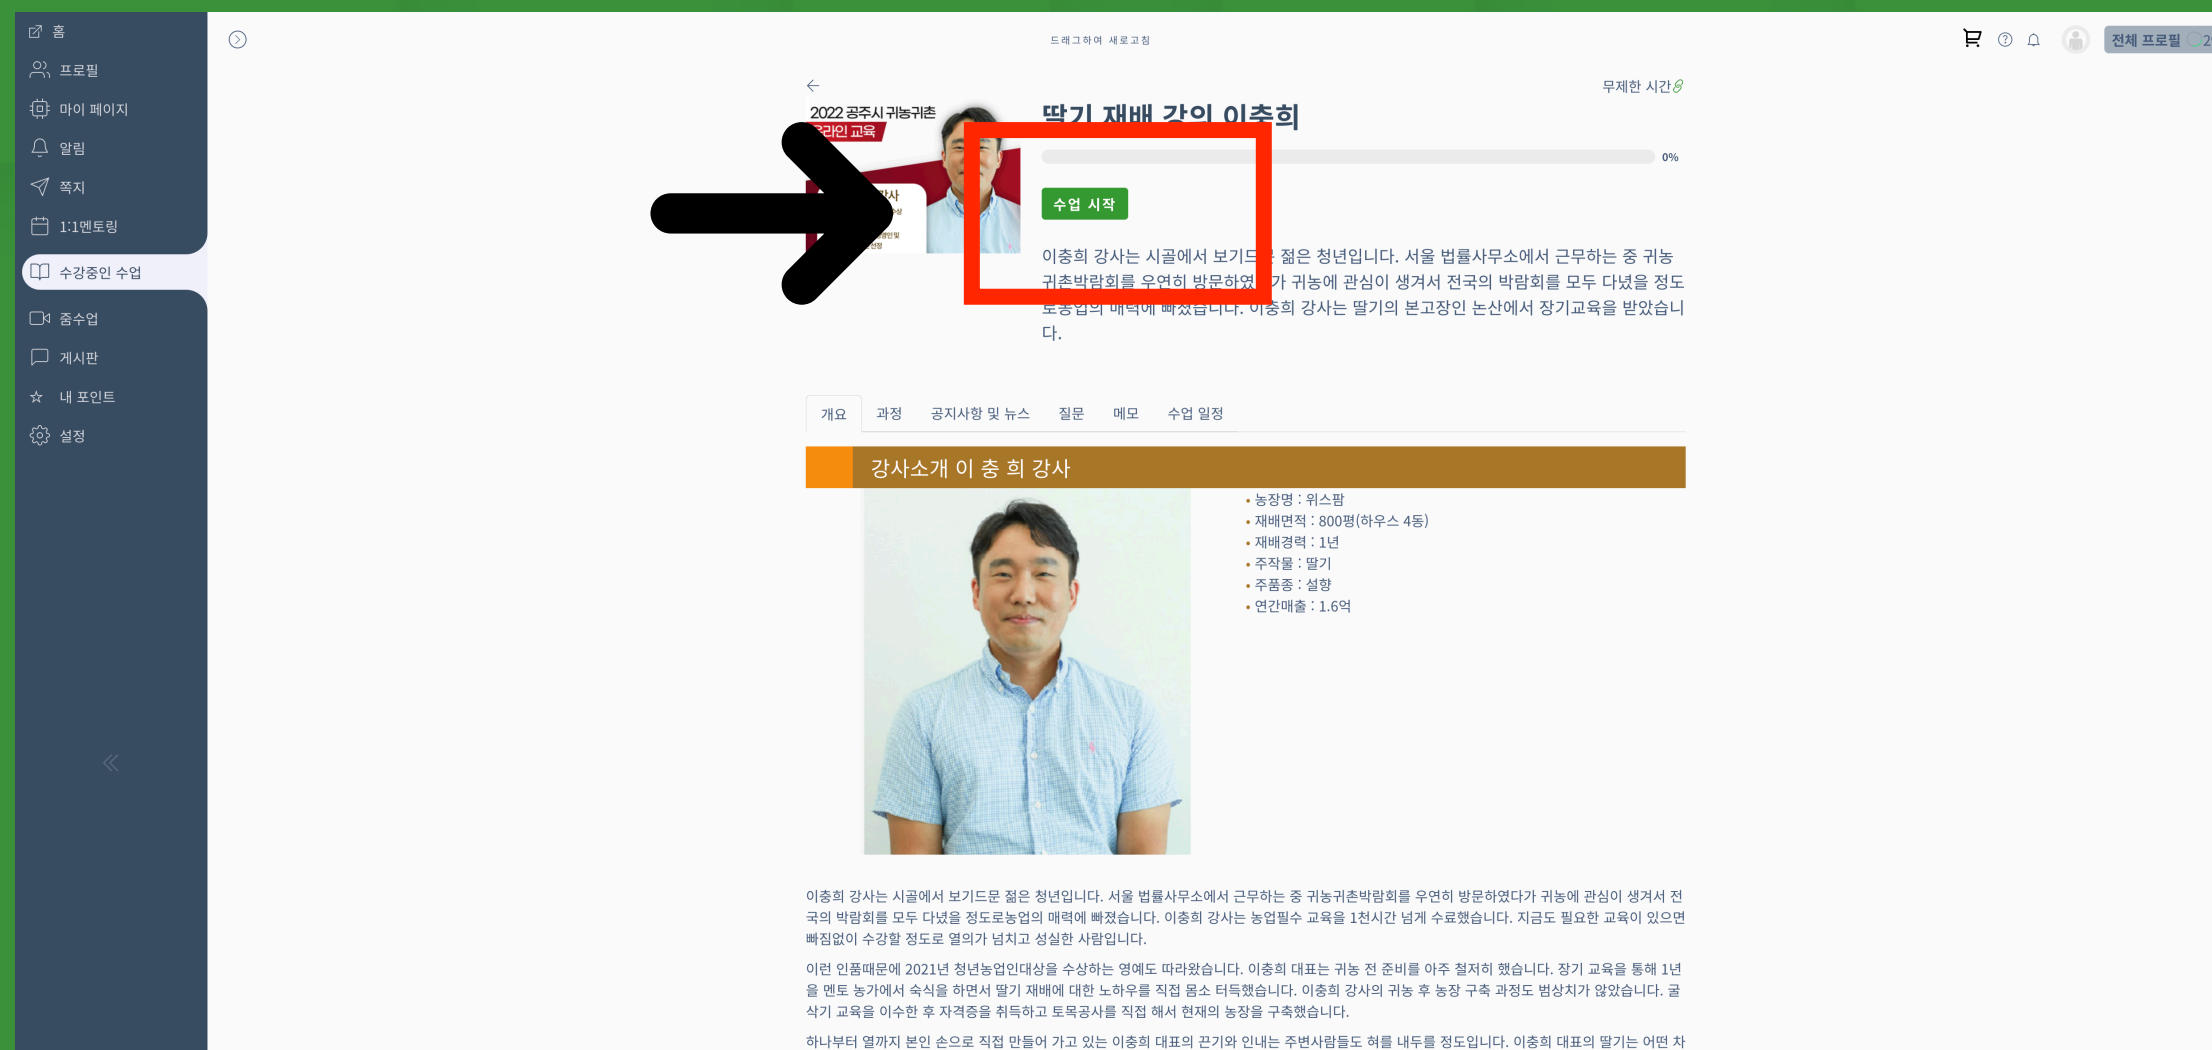 홈
프로필
마이 페이지
알림
쪽지
1:1멘토링
수강중인 수업
줌수업
게시판
내 포인트
설정
드래그하여 새로고침
전체 프로필
무제한 시간
2022 공주시 귀농귀촌
온라인 교육
딸기 재배 강의 이충희
0%
수업 시작
이충희 강사는 시골에서 보기드문 젊은 청년입니다. 서울 법률사무소에서 근무하는 중 귀농
귀촌박람회를 우연히 방문하였다가 귀농에 관심이 생겨서 전국의 박람회를 모두 다녔을 정도
로농업의 매력에 빠졌습니다. 이충희 강사는 딸기의 본고장인 논산에서 장기교육을 받았습니
다.
개요 과정 공지사항 및 뉴스 질문 메모 수업 일정
강사소개 이 충 희 강사
• 농장명 : 위스팜
• 재배면적 : 800평(하우스 4동)
• 재배경력 : 1년
• 주작물 : 딸기
• 주품종 : 설향
• 연간매출 : 1.6억
이충희 강사는 시골에서 보기드문 젊은 청년입니다. 서울 법률사무소에서 근무하는 중 귀농귀촌박람회를 우연히 방문하였다가 귀농에 관심이 생겨서 전
국의 박람회를 모두 다녔을 정도로농업의 매력에 빠졌습니다. 이충희 강사는 농업필수 교육을 1천시간 넘게 수료했습니다. 지금도 필요한 교육이 있으면
빠짐없이 수강할 정도로 열의가 넘치고 성실한 사람입니다.
이런 인품때문에 2021년 청년농업인대상을 수상하는 영예도 따라왔습니다. 이충희 대표는 귀농 전 준비를 아주 철저히 했습니다. 장기 교육을 통해 1년
을 멘토 농가에서 숙식을 하면서 딸기 재배에 대한 노하우를 직접 몸소 터득했습니다. 이충희 강사의 귀농 후 농장 구축 과정도 범상치가 않았습니다. 굴
삭기 교육을 이수한 후 자격증을 취득하고 토목공사를 직접 해서 현재의 농장을 구축했습니다.
하나부터 열까지 본인 손으로 직접 만들어 가고 있는 이충희 대표의 끈기와 인내는 주변사람들도 혀를 내두를 정도입니다. 이충희 대표의 딸기는 어떤 차